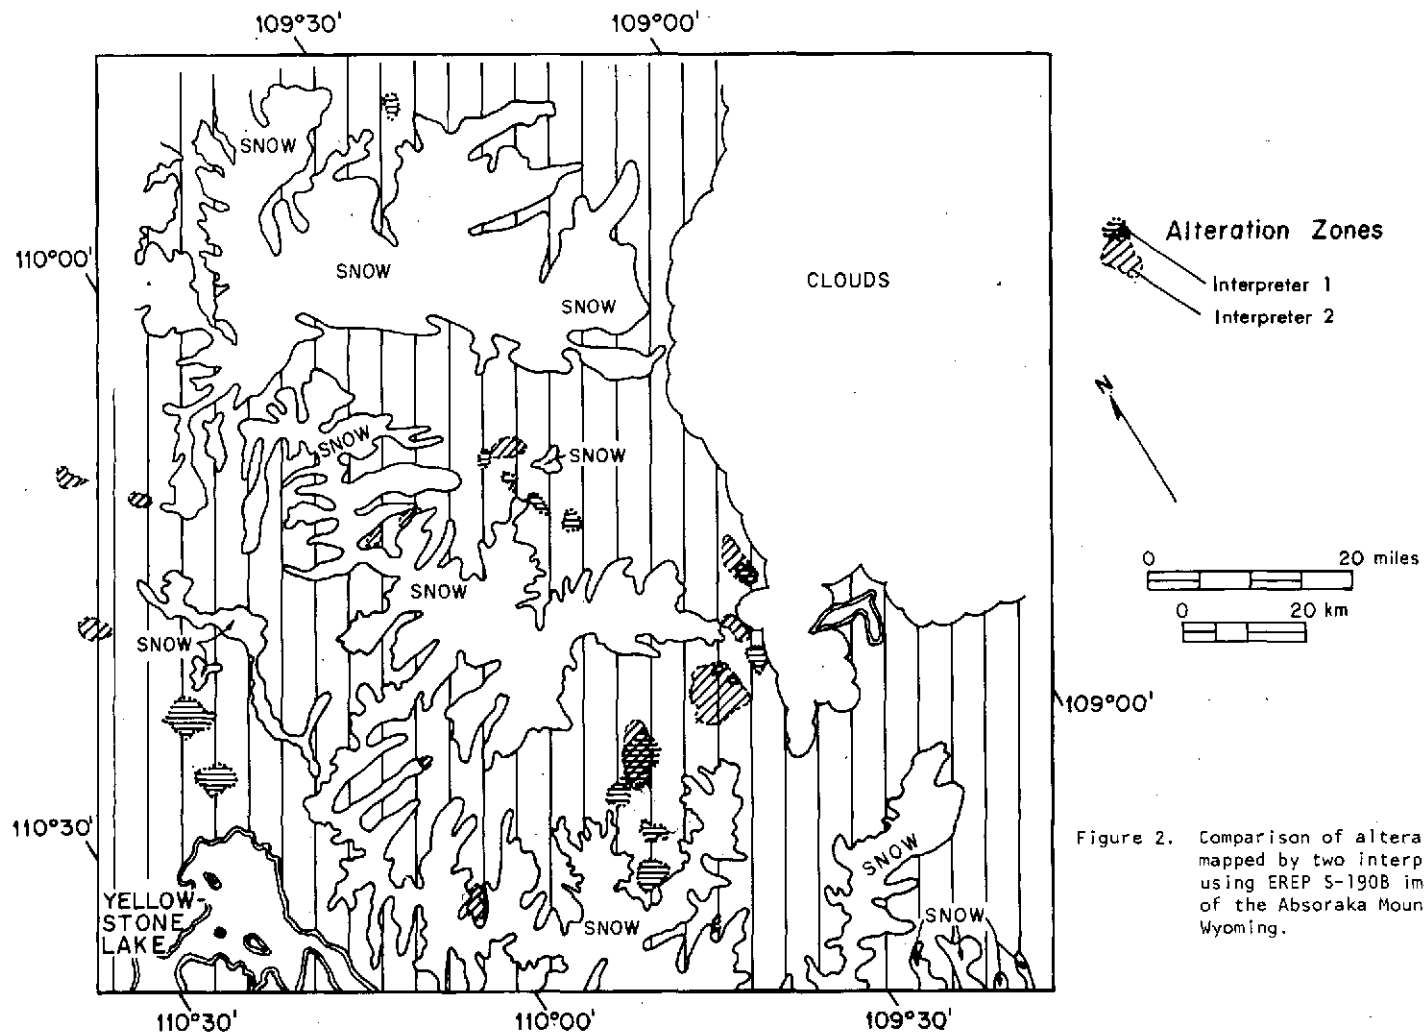 109°30'
109°00'
SNOW
110°00'
SNOW
SNOW
CLOUDS
Alteration Zones
Interpreter 1
Interpreter 2
N
SNOW
SNOW
0 20 miles
0 20 km
SNOW
SNOW
109°00'
110°30'
YELLOW-
STONE
LAKE
SNOW
SNOW
SNOW
Figure 2. Comparison of altera
mapped by two interp
using EREP S-190B im
of the Absoraka Moun
Wyoming.
110°30'
110°00'
109°30'